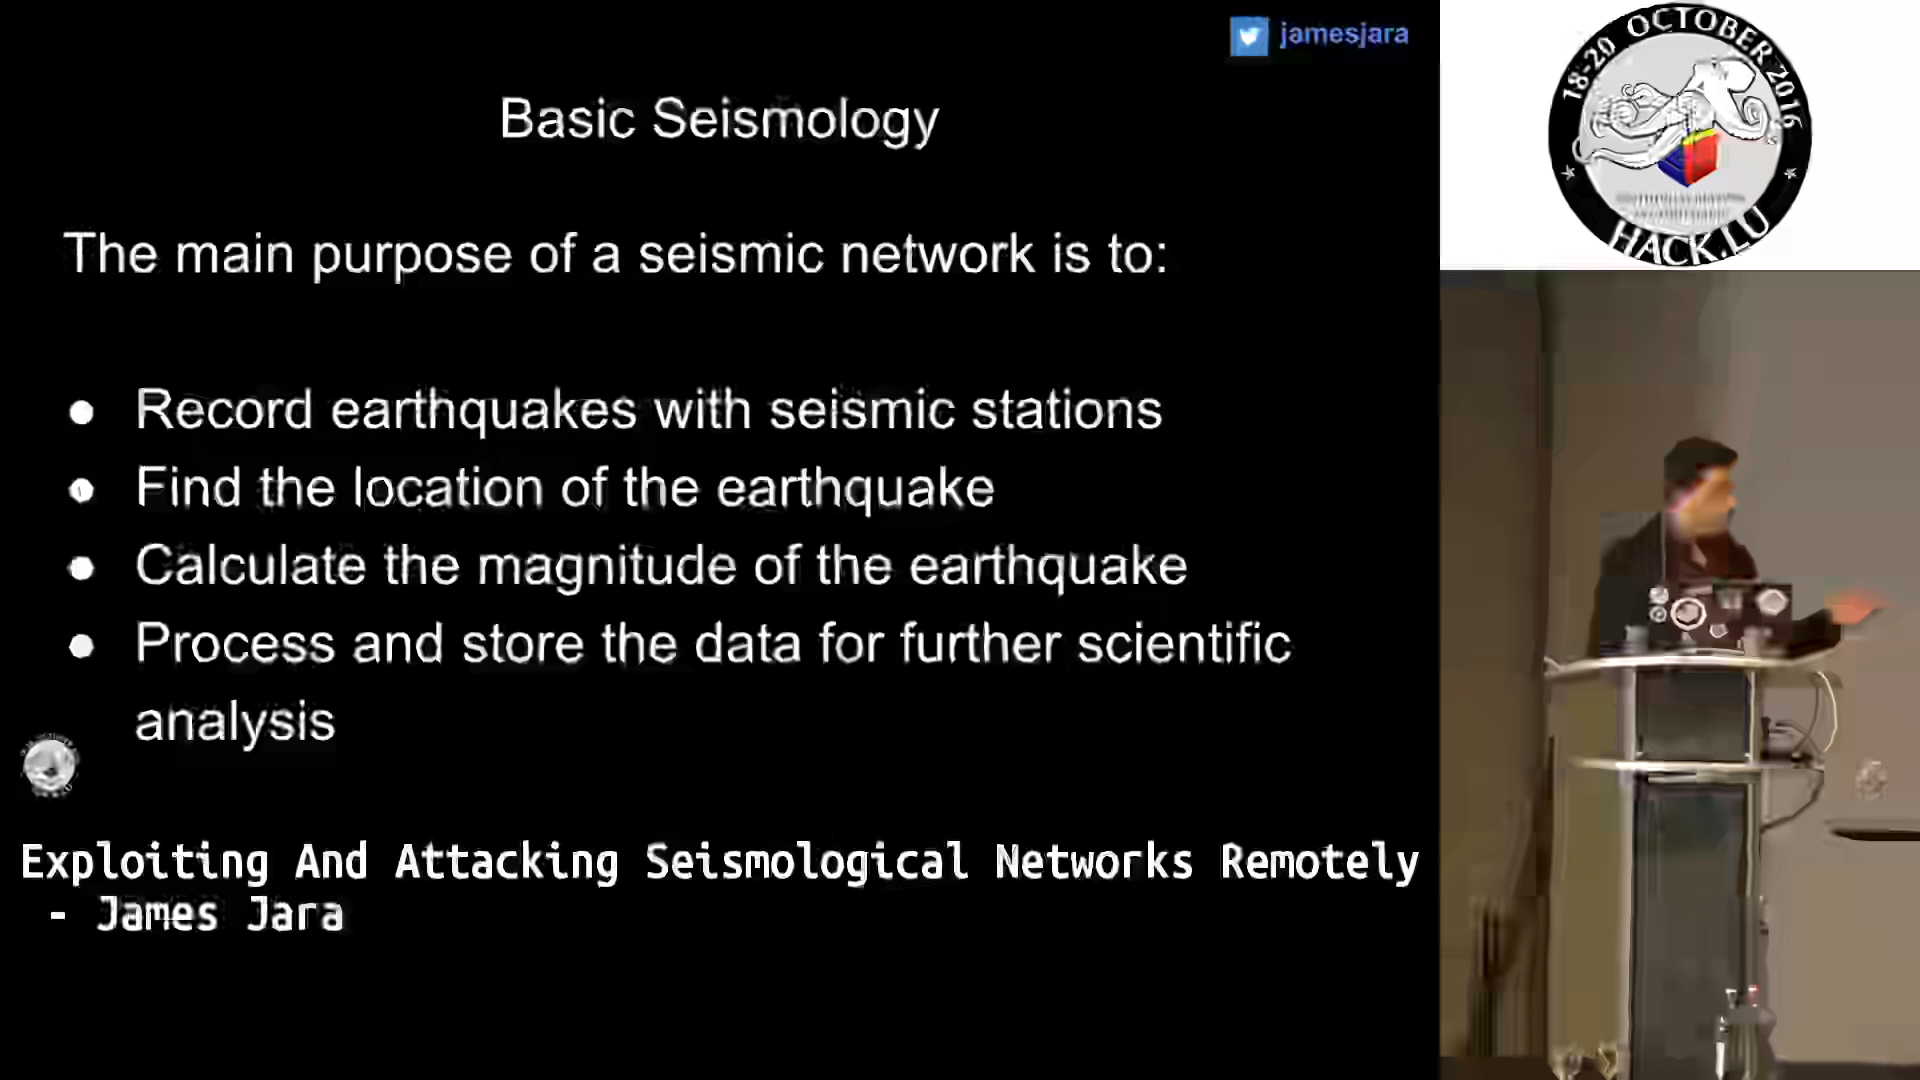 jamesjara
Basic Seismology
The main purpose of a seismic network is to:
● Record earthquakes with seismic stations
● Find the location of the earthquake
● Calculate the magnitude of the earthquake
● Process and store the data for further scientific
analysis
Exploiting And Attacking Seismological Networks Remotely
- James Jara
18-20 OCTOBER 2016
HACK.LU